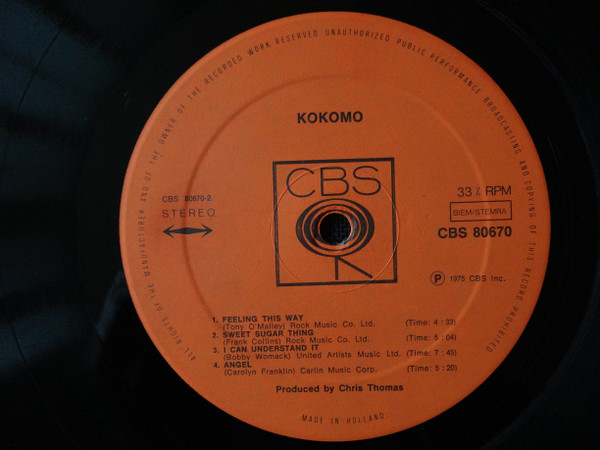 ALL RIGHTS OF THE MANUFACTURER AND OF THE OWNER OF THE RECORDED WORK RESERVED UNAUTHORIZED PUBLIC PERFORMANCE BROADCASTING AND COPYING OF THIS RECORD PROHIBITED
KOKOMO
CBS
CBS 80670-2
STEREO
33⅓ RPM
BIEM/STEMRA
CBS 80670
Ⓟ 1975 CBS Inc.
1. FEELING THIS WAY
(Tony O'Malley) Rock Music Co. Ltd. (Time: 4 : 33)
2. SWEET SUGAR THING
(Frank Collins) Rock Music Co. Ltd. (Time: 6 : 04)
3. I CAN UNDERSTAND IT
(Bobby Womack) United Artists Music Ltd. (Time: 7 : 45)
4. ANGEL
(Carolyn Franklin) Carlin Music Corp. (Time: 5 : 20)
Produced by Chris Thomas
MADE IN HOLLAND